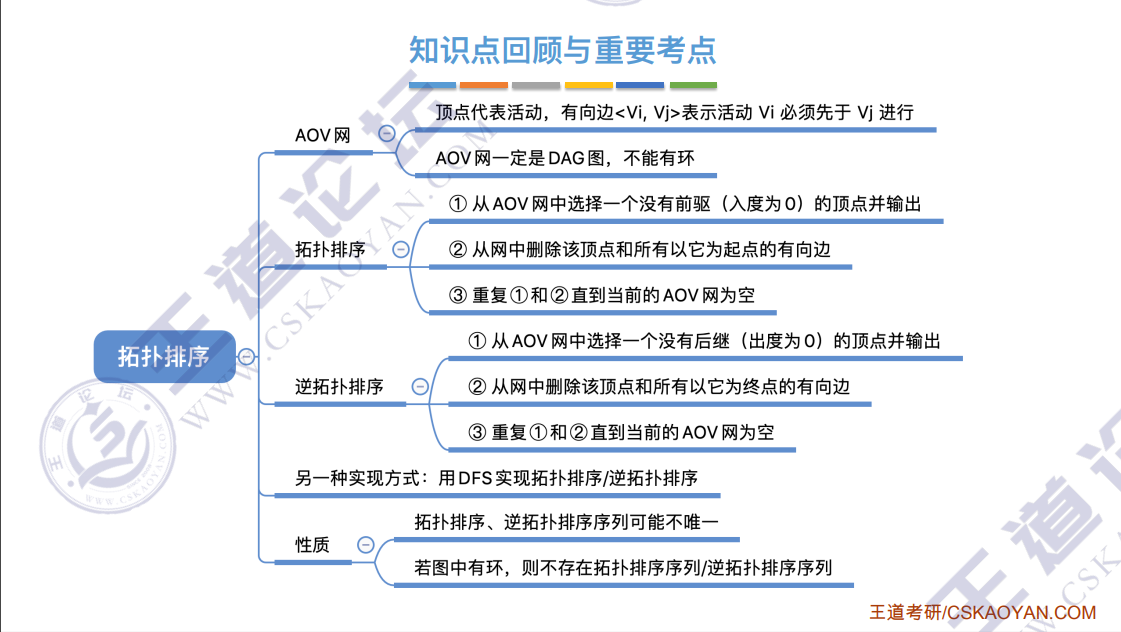 知识点回顾与重要考点
顶点代表活动，有向边<Vi, Vj>表示活动 Vi 必须先于 Vj 进行
AOV网
AOV网一定是DAG图，不能有环
① 从AOV网中选择一个没有前驱（入度为0）的顶点并输出
拓扑排序
② 从网中删除该顶点和所有以它为起点的有向边
③ 重复①和②直到当前的AOV网为空
拓扑排序
① 从AOV网中选择一个没有后继（出度为0）的顶点并输出
逆拓扑排序
② 从网中删除该顶点和所有以它为终点的有向边
③ 重复①和②直到当前的AOV网为空
另一种实现方式：用DFS实现拓扑排序/逆拓扑排序
拓扑排序、逆拓扑排序序列可能不唯一
性质
若图中有环，则不存在拓扑排序序列/逆拓扑排序序列
王道论坛
WWW.CSKAOYAN.COM
王道论坛
WWW.CSKAOYAN.COM
王道论
王道考研/CSKAOYAN.COM